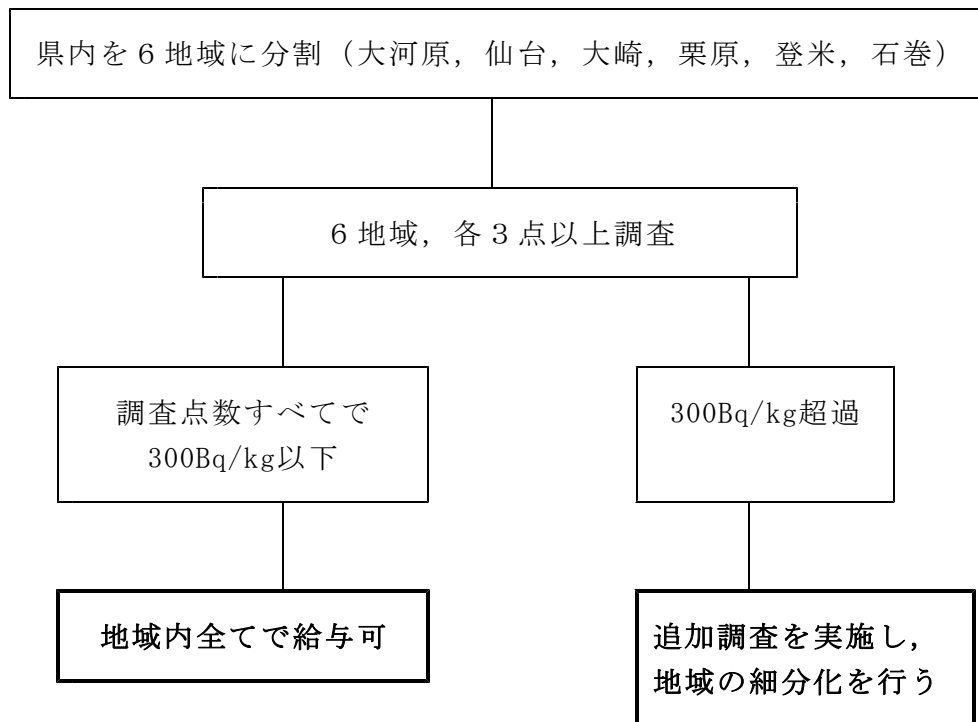 県内を6地域に分割（大河原，仙台，大崎，栗原，登米，石巻）
6地域，各3点以上調査
調査点数すべてで
300Bq/kg以下
300Bq/kg超過
地域内全てで給与可
追加調査を実施し，
地域の細分化を行う